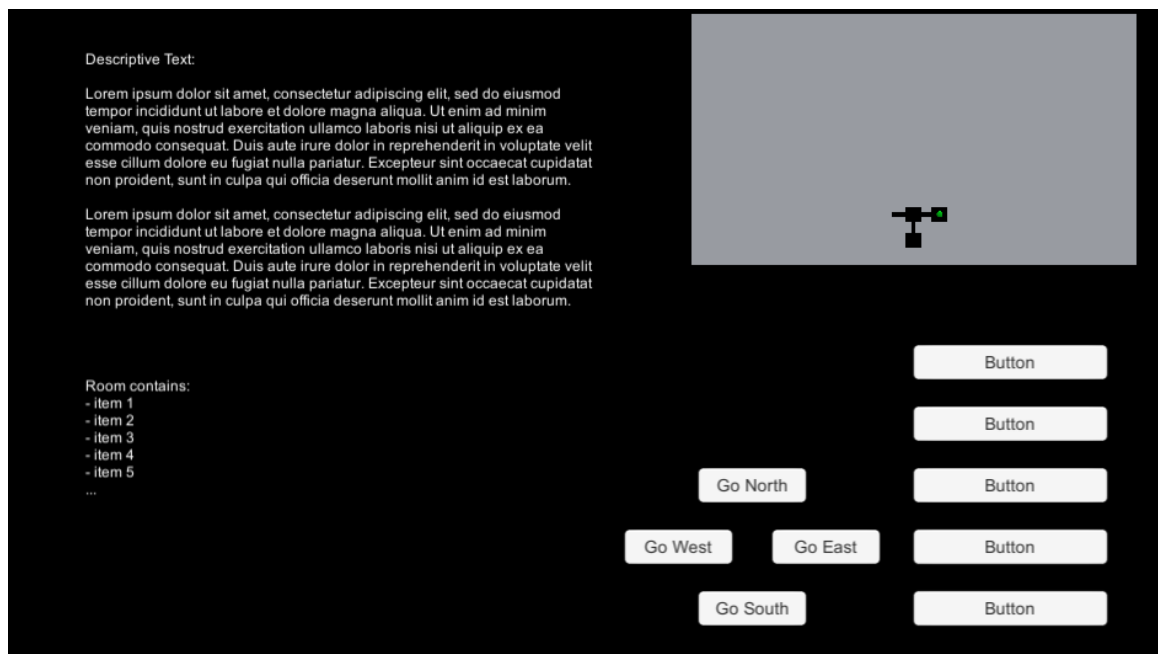 Descriptive Text:
Lorem ipsum dolor sit amet, consectetur adipiscing elit, sed do eiusmod
tempor incididunt ut labore et dolore magna aliqua. Ut enim ad minim
veniam, quis nostrud exercitation ullamco laboris nisi ut aliquip ex ea
commodo consequat. Duis aute irure dolor in reprehenderit in voluptate velit
esse cillum dolore eu fugiat nulla pariatur. Excepteur sint occaecat cupidatat
non proident, sunt in culpa qui officia deserunt mollit anim id est laborum.
Lorem ipsum dolor sit amet, consectetur adipiscing elit, sed do eiusmod
tempor incididunt ut labore et dolore magna aliqua. Ut enim ad minim
veniam, quis nostrud exercitation ullamco laboris nisi ut aliquip ex ea
commodo consequat. Duis aute irure dolor in reprehenderit in voluptate velit
esse cillum dolore eu fugiat nulla pariatur. Excepteur sint occaecat cupidatat
non proident, sunt in culpa qui officia deserunt mollit anim id est laborum.
Room contains:
- item 1
- item 2
- item 3
- item 4
- item 5
...
Go North
Go West
Go East
Go South
Button
Button
Button
Button
Button